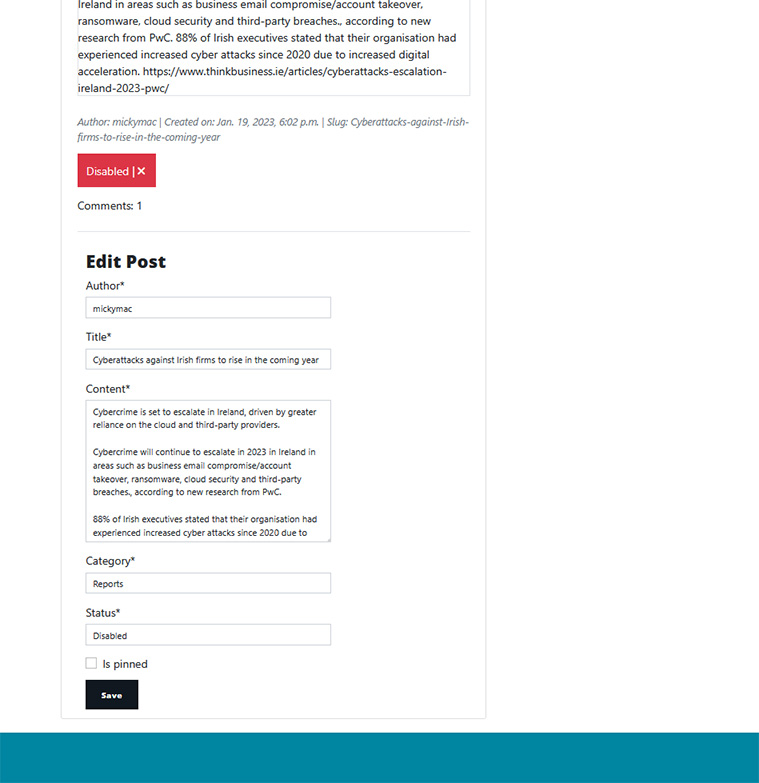 Ireland in areas such as business email compromise/account takeover,
ransomware, cloud security and third-party breaches., according to new
research from PwC. 88% of Irish executives stated that their organisation had
experienced increased cyber attacks since 2020 due to increased digital
acceleration. https://www.thinkbusiness.ie/articles/cyberattacks-escalation-
ireland-2023-pwc/
Author: mickymac | Created on: Jan. 19, 2023, 6:02 p.m. | Slug: Cyberattacks-against-Irish-
firms-to-rise-in-the-coming-year
Disabled | ×
Comments: 1
Edit Post
Author*
mickymac
Title*
Cyberattacks against Irish firms to rise in the coming year
Content*
Cybercrime is set to escalate in Ireland, driven by greater
reliance on the cloud and third-party providers.
Cybercrime will continue to escalate in 2023 in Ireland in
areas such as business email compromise/account
takeover, ransomware, cloud security and third-party
breaches., according to new research from PwC.
88% of Irish executives stated that their organisation had
experienced increased cyber attacks since 2020 due to
Category*
Reports
Status*
Disabled
Is pinned
Save